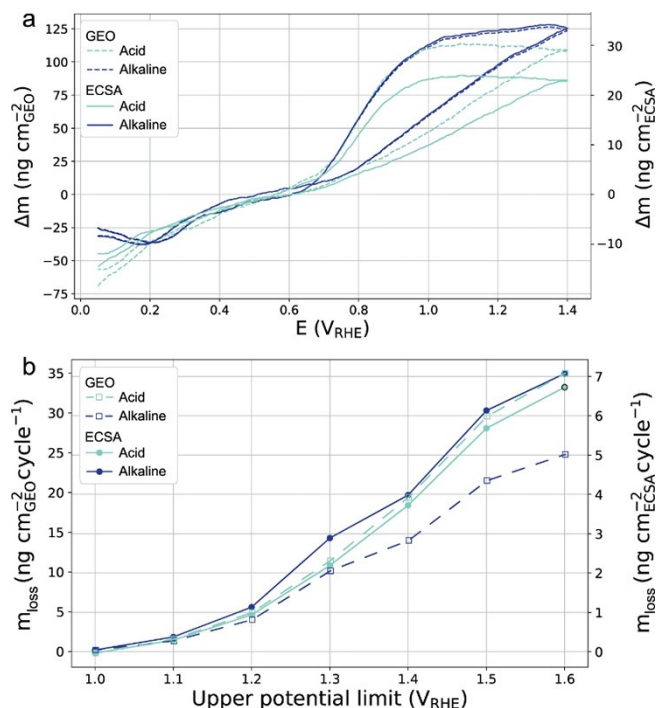 a
GEO
Acid
Alkaline
ECSA
Acid
Alkaline
Δm (ng cm⁻²GEO)
125
100
75
50
25
0
−25
−50
−75
Δm (ng cm⁻²ECSA)
30
20
10
0
−10
0.0 0.2 0.4 0.6 0.8 1.0 1.2 1.4
E (VRHE)
b
GEO
Acid
Alkaline
ECSA
Acid
Alkaline
mloss (ng cm⁻²GEO cycle⁻¹)
35
30
25
20
15
10
5
0
mloss (ng cm⁻²ECSA cycle⁻¹)
7
6
5
4
3
2
1
0
1.0 1.1 1.2 1.3 1.4 1.5 1.6
Upper potential limit (VRHE)